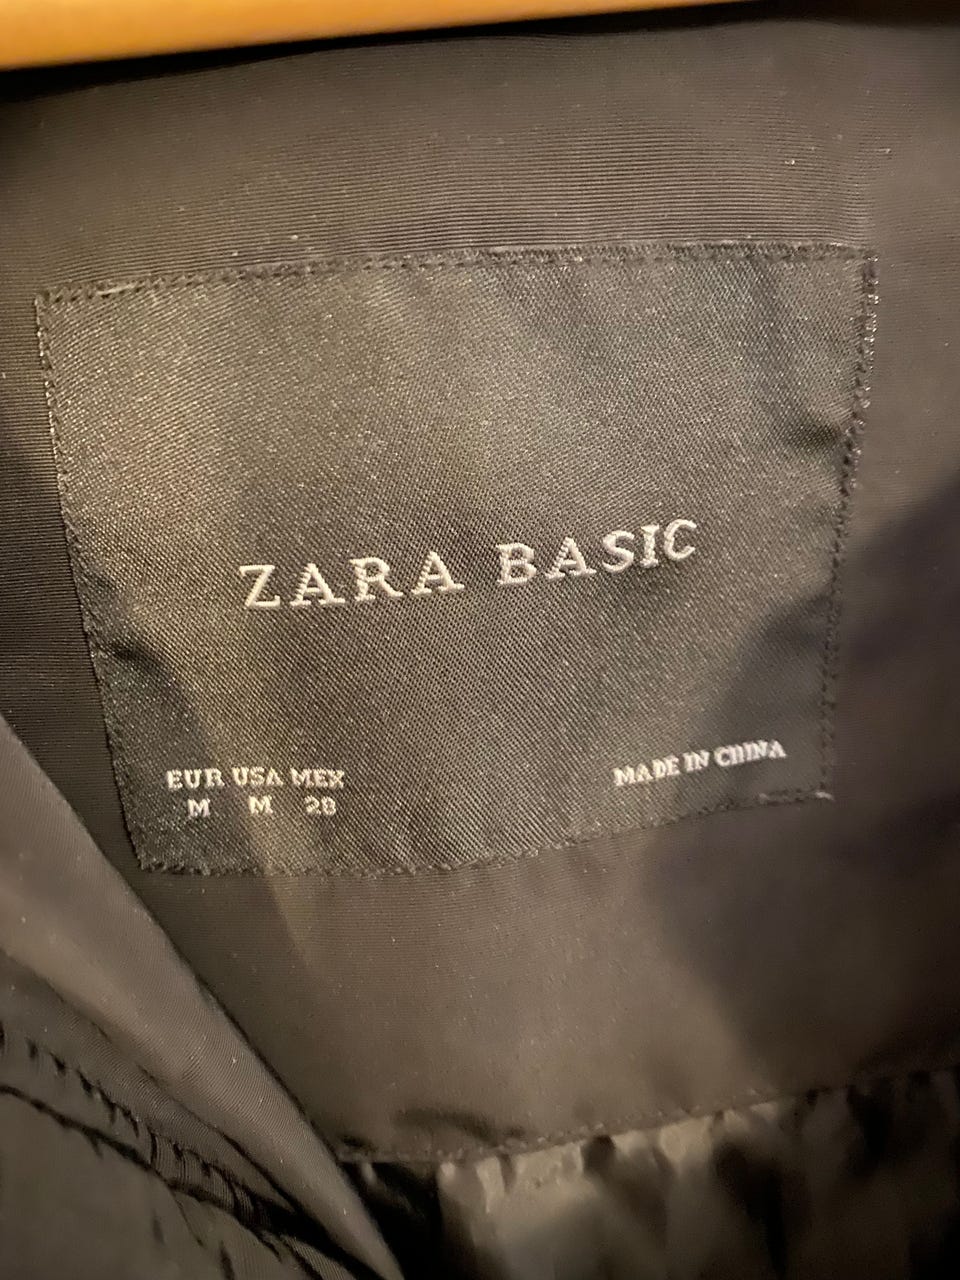 ZARA BASIC
EUR USA MEX
M M 28
MADE IN CHINA